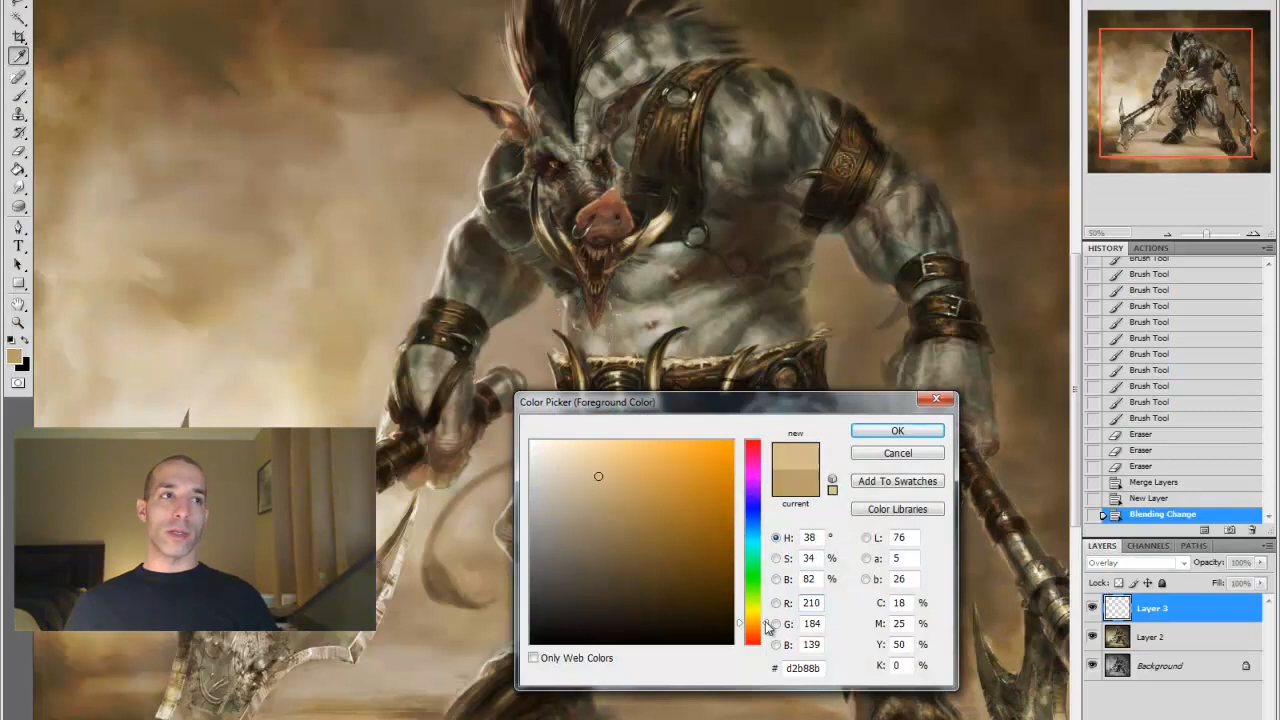 50%
HISTORY ACTIONS
Brush Tool
Brush Tool
Brush Tool
Brush Tool
Brush Tool
Brush Tool
Brush Tool
Brush Tool
Brush Tool
Brush Tool
Brush Tool
Eraser
Eraser
Eraser
Merge Layers
New Layer
Blending Change
LAYERS CHANNELS PATHS
Overlay Opacity: 100%
Lock: Fill: 100%
Layer 3
Layer 2
Background
T
Color Picker (Foreground Color)
new
current
OK
Cancel
Add To Swatches
Color Libraries
H: 38 ° L: 76
S: 34 % a: 5
B: 82 % b: 26
R: 210 C: 18 %
G: 184 M: 25 %
B: 139 Y: 50 %
# d2b88b K: 0 %
Only Web Colors